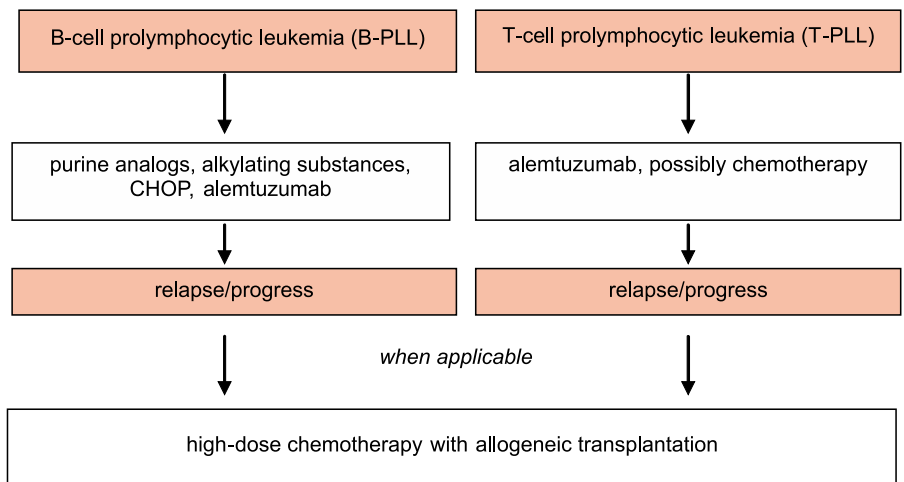 B-cell prolymphocytic leukemia (B-PLL)
T-cell prolymphocytic leukemia (T-PLL)
purine analogs, alkylating substances,
CHOP, alemtuzumab
alemtuzumab, possibly chemotherapy
relapse/progress
relapse/progress
when applicable
high-dose chemotherapy with allogeneic transplantation